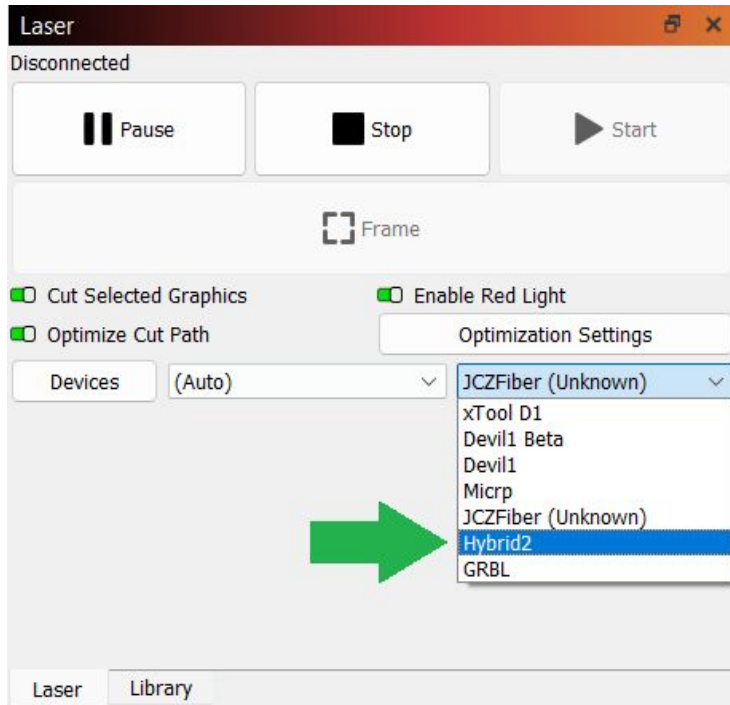 Laser
Disconnected
Pause Stop Start
Frame
Cut Selected Graphics Enable Red Light
Optimize Cut Path Optimization Settings
Devices (Auto) JCZFiber (Unknown)
xTool D1
Devil1 Beta
Devil1
Micrp
JCZFiber (Unknown)
Hybrid2
GRBL
Laser Library